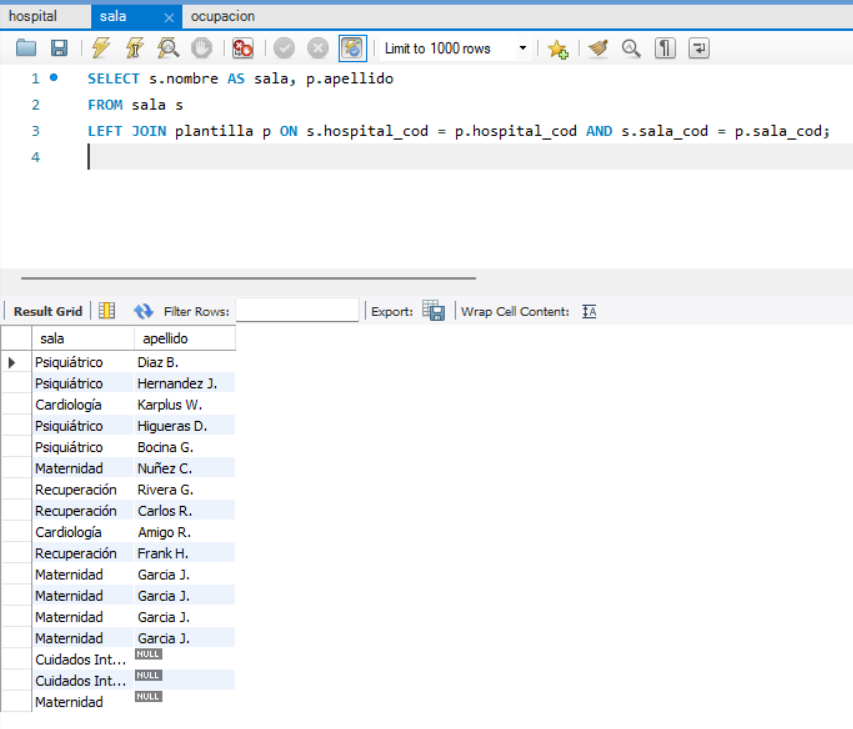 hospital sala × ocupacion
Limit to 1000 rows
1 SELECT s.nombre AS sala, p.apellido
2 FROM sala s
3 LEFT JOIN plantilla p ON s.hospital_cod = p.hospital_cod AND s.sala_cod = p.sala_cod;
4
Result Grid Filter Rows: Export: Wrap Cell Content: IA
sala apellido
Psiquiátrico Diaz B.
Psiquiátrico Hernandez J.
Cardiología Karplus W.
Psiquiátrico Higueras D.
Psiquiátrico Bocina G.
Maternidad Nuñez C.
Recuperación Rivera G.
Recuperación Carlos R.
Cardiología Amigo R.
Recuperación Frank H.
Maternidad Garcia J.
Maternidad Garcia J.
Maternidad Garcia J.
Maternidad Garcia J.
Cuidados Int... NULL
Cuidados Int... NULL
Maternidad NULL